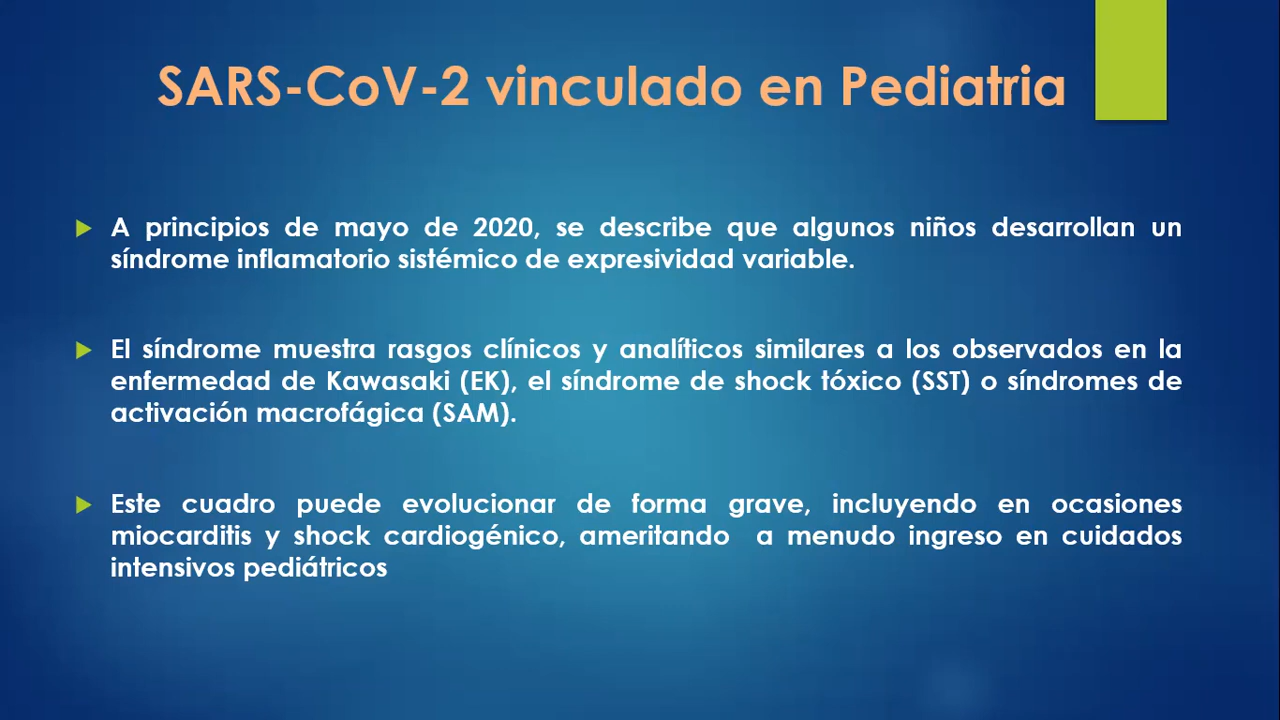 SARS-CoV-2 vinculado en Pediatria
A principios de mayo de 2020, se describe que algunos niños desarrollan un
síndrome inflamatorio sistémico de expresividad variable.
El síndrome muestra rasgos clínicos y analíticos similares a los observados en la
enfermedad de Kawasaki (EK), el síndrome de shock tóxico (SST) o síndromes de
activación macrofágica (SAM).
Este cuadro puede evolucionar de forma grave, incluyendo en ocasiones
miocarditis y shock cardiogénico, ameritando a menudo ingreso en cuidados
intensivos pediátricos